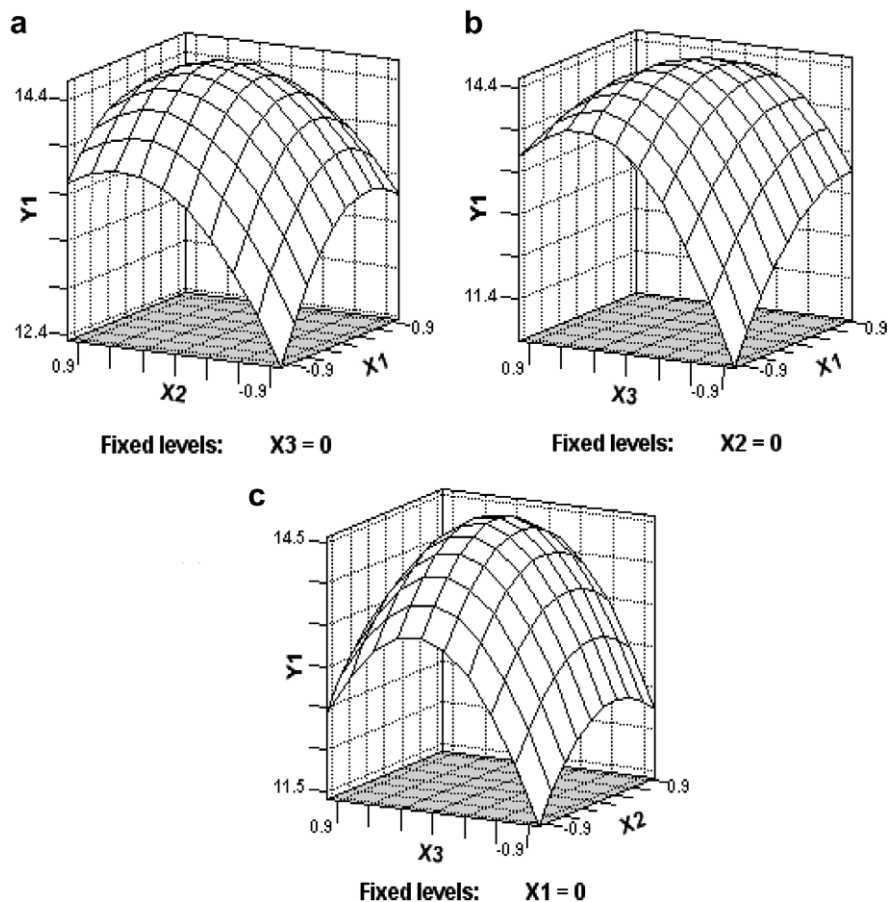 a
14.4
Y1
12.4
0.9
X2
-0.9
-0.9
X1
0.9
Fixed levels: X3 = 0
b
14.4
Y1
11.4
0.9
X3
-0.9
-0.9
X1
0.9
Fixed levels: X2 = 0
c
14.5
Y1
11.5
0.9
X3
-0.9
-0.9
X2
0.9
Fixed levels: X1 = 0